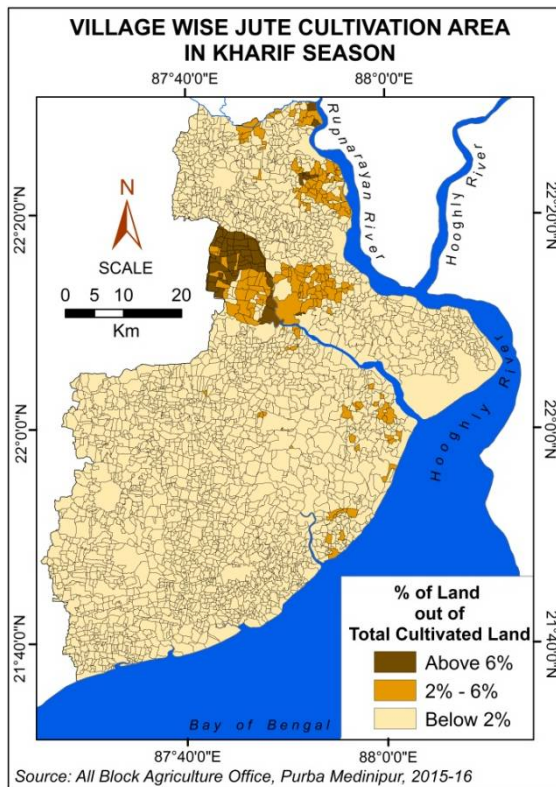 VILLAGE WISE JUTE CULTIVATION AREA
IN KHARIF SEASON
87°40'0"E 88°0'0"E
Rupnarayan River
Hooghly River
22°20'0"N 22°20'0"N
N
SCALE
0 5 10 20
Km
22°0'0"N 22°0'0"N
Hooghly River
% of Land
out of
Total Cultivated Land
Above 6%
2% - 6%
Below 2%
21°40'0"N 21°40'0"N
Bay of Bengal
87°40'0"E 88°0'0"E
Source: All Block Agriculture Office, Purba Medinipur, 2015-16